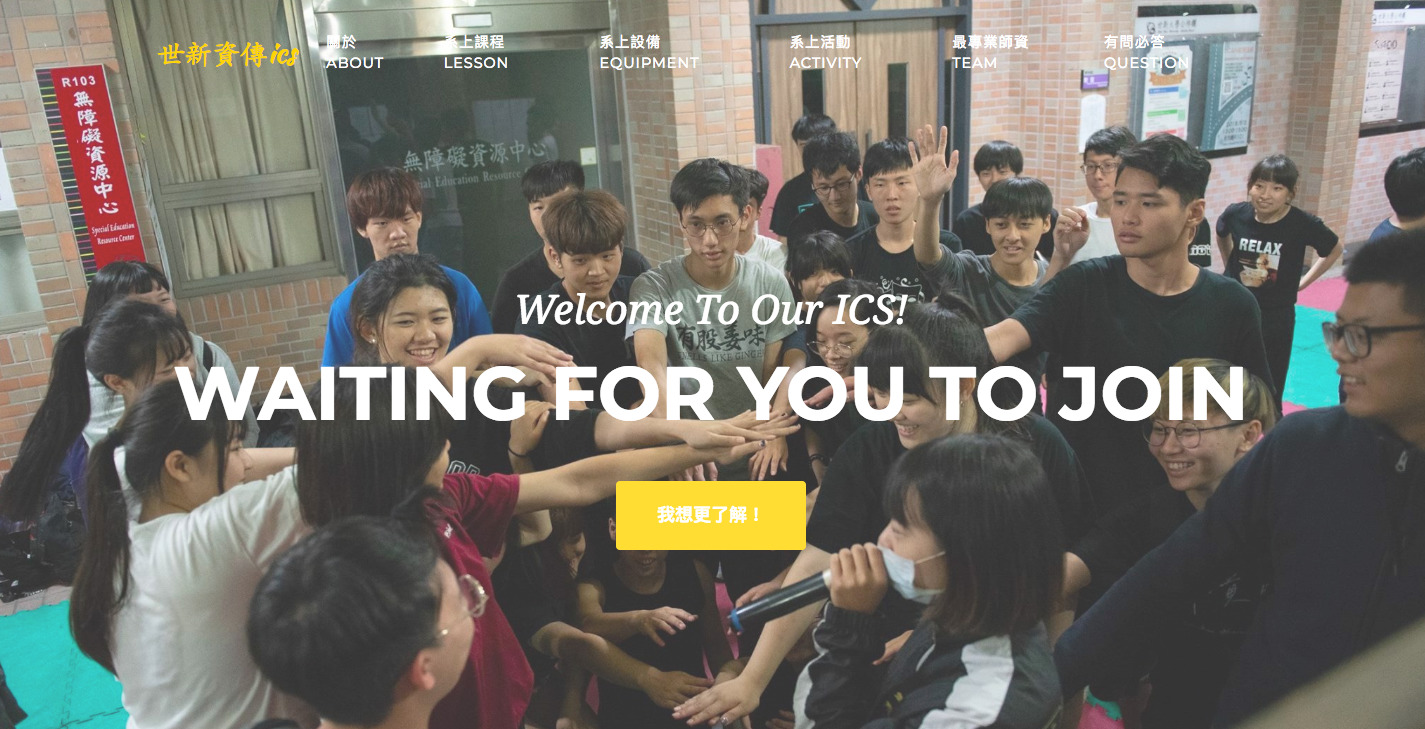 世新資傳ics
關於
ABOUT
系上課程
LESSON
系上設備
EQUIPMENT
系上活動
ACTIVITY
最專業師資
TEAM
有問必答
QUESTION
R103
無障礙資源中心
Special Education
Resource Center
無障礙資源中心
Special Education Resource
RELAX
Welcome To Our ICS!
有股姜味
WAITING FOR YOU TO JOIN
我想更了解！